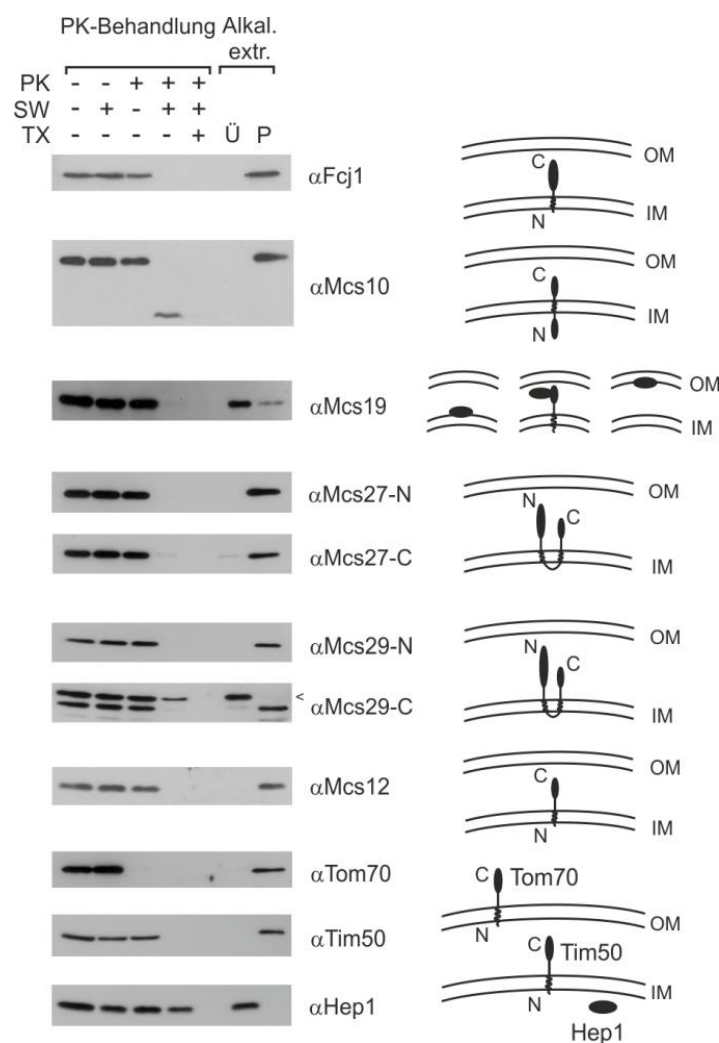 PK-Behandlung Alkal. extr.
PK - - + + +
SW - + - + +
TX - - - - + Ü P
αFcj1
C
OM
N
IM
αMcs10
C
OM
N
IM
αMcs19
OM
IM
αMcs27-N
N
C
OM
IM
αMcs27-C
αMcs29-N
N
C
OM
IM
< αMcs29-C
αMcs12
C
OM
N
IM
αTom70
C Tom70
N
OM
αTim50
C Tim50
N
IM
αHep1
Hep1